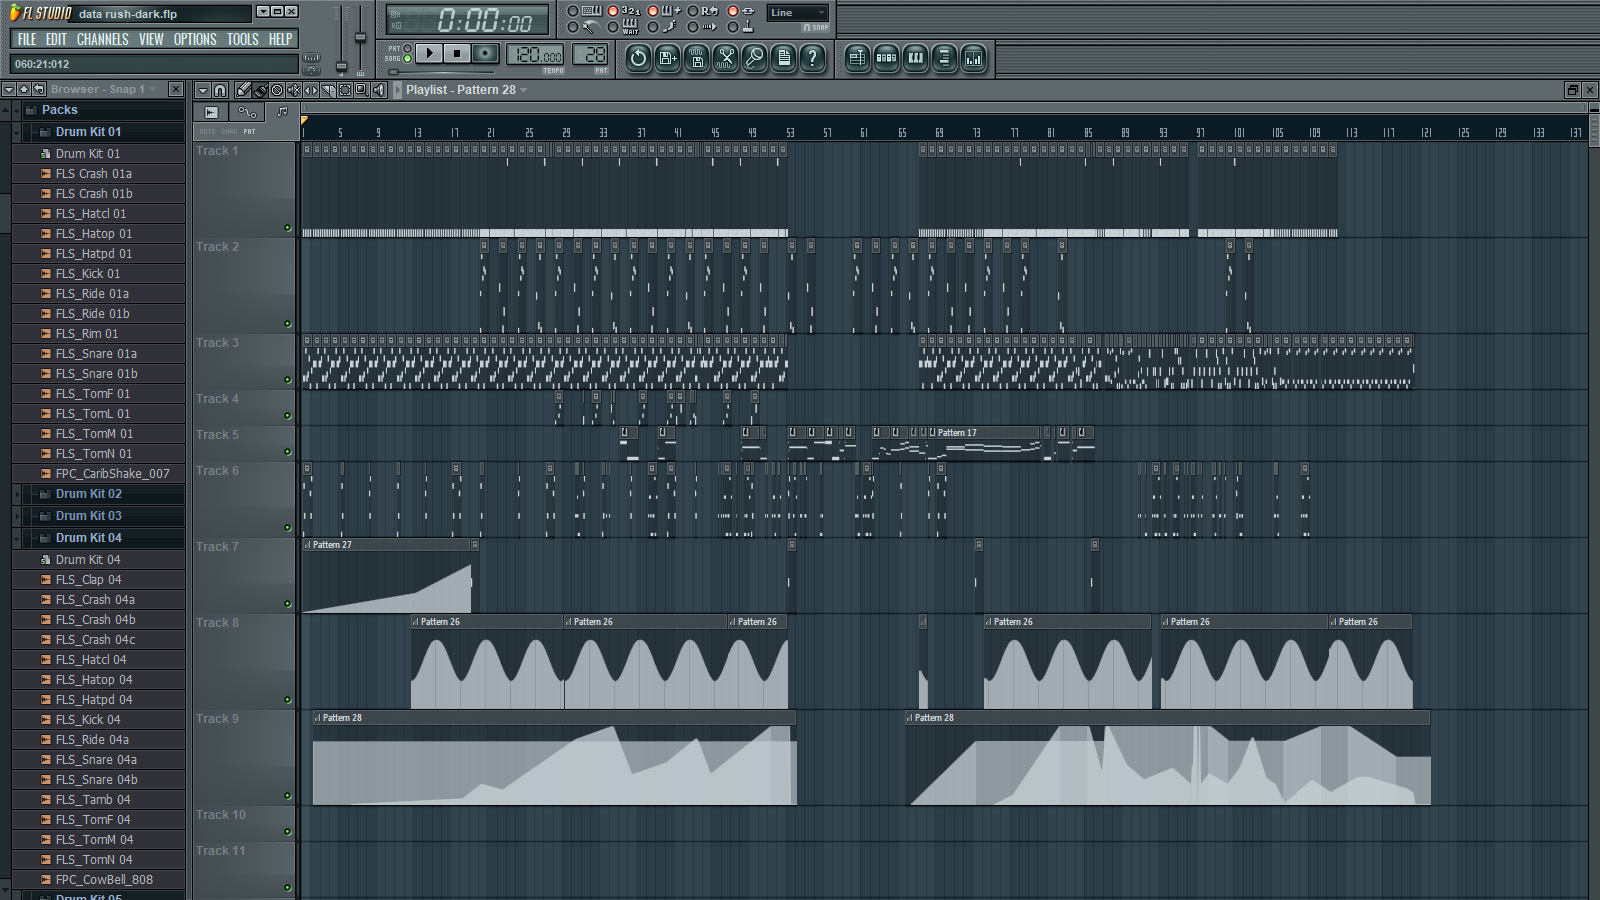 FL STUDIO
data rush-dark.flp
FILE EDIT CHANNELS VIEW OPTIONS TOOLS HELP
060:21:012
0:00:00
PAT
SONG
120.000
TEMPO
28
PAT
321
WAIT
Line
SNAP
Browser - Snap 1
Packs
Drum Kit 01
Drum Kit 01
FLS Crash 01a
FLS Crash 01b
FLS_Hatcl 01
FLS_Hatop 01
FLS_Hatpd 01
FLS_Kick 01
FLS_Ride 01a
FLS_Ride 01b
FLS_Rim 01
FLS_Snare 01a
FLS_Snare 01b
FLS_TomF 01
FLS_TomL 01
FLS_TomM 01
FLS_TomN 01
FPC_CaribShake_007
Drum Kit 02
Drum Kit 03
Drum Kit 04
Drum Kit 04
FLS_Clap 04
FLS_Crash 04a
FLS_Crash 04b
FLS_Crash 04c
FLS_Hatcl 04
FLS_Hatop 04
FLS_Hatpd 04
FLS_Kick 04
FLS_Ride 04a
FLS_Snare 04a
FLS_Snare 04b
FLS_Tamb 04
FLS_TomF 04
FLS_TomM 04
FLS_TomN 04
FPC_CowBell_808
Drum Kit 05
Playlist - Pattern 28
NOTE CHAN PAT
1 5 9 13 17 21 25 29 33 37 41 45 49 53 57 61 65 69 73 77 81 85 89 93 97 101 105 109 113 117 121 125 129 133 137
Track 1
Track 2
Track 3
Track 4
Track 5
Pattern 17
Track 6
Track 7
Pattern 27
Track 8
Pattern 26 Pattern 26 Pattern 26 Pattern 26 Pattern 26 Pattern 26
Track 9
Pattern 28 Pattern 28
Track 10
Track 11